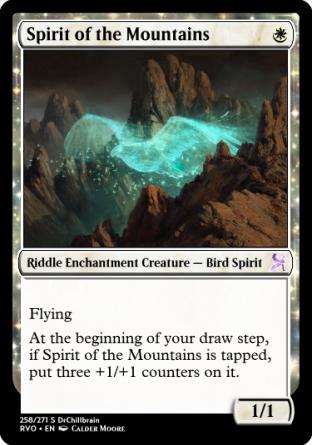 Spirit of the Mountains
Riddle Enchantment Creature — Bird Spirit
Flying
At the beginning of your draw step,
if Spirit of the Mountains is tapped,
put three +1/+1 counters on it.
1/1
258/271 S DrChillbrain
RVO • EN CALDER MOORE